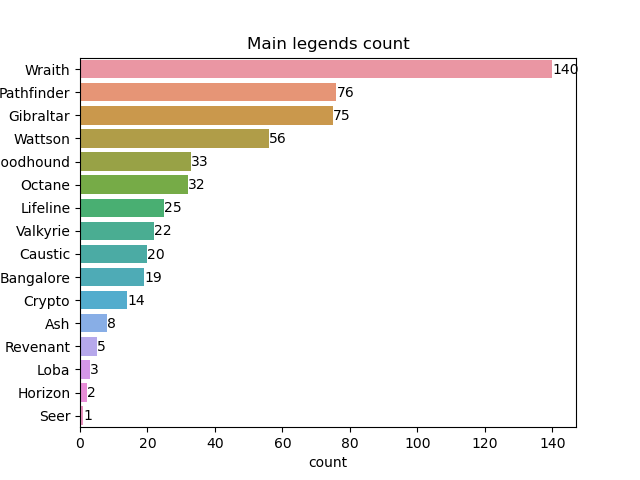 Main legends count
Wraith 140
Pathfinder 76
Gibraltar 75
Wattson 56
oodhound 33
Octane 32
Lifeline 25
Valkyrie 22
Caustic 20
Bangalore 19
Crypto 14
Ash 8
Revenant 5
Loba 3
Horizon 2
Seer 1
0 20 40 60 80 100 120 140
count